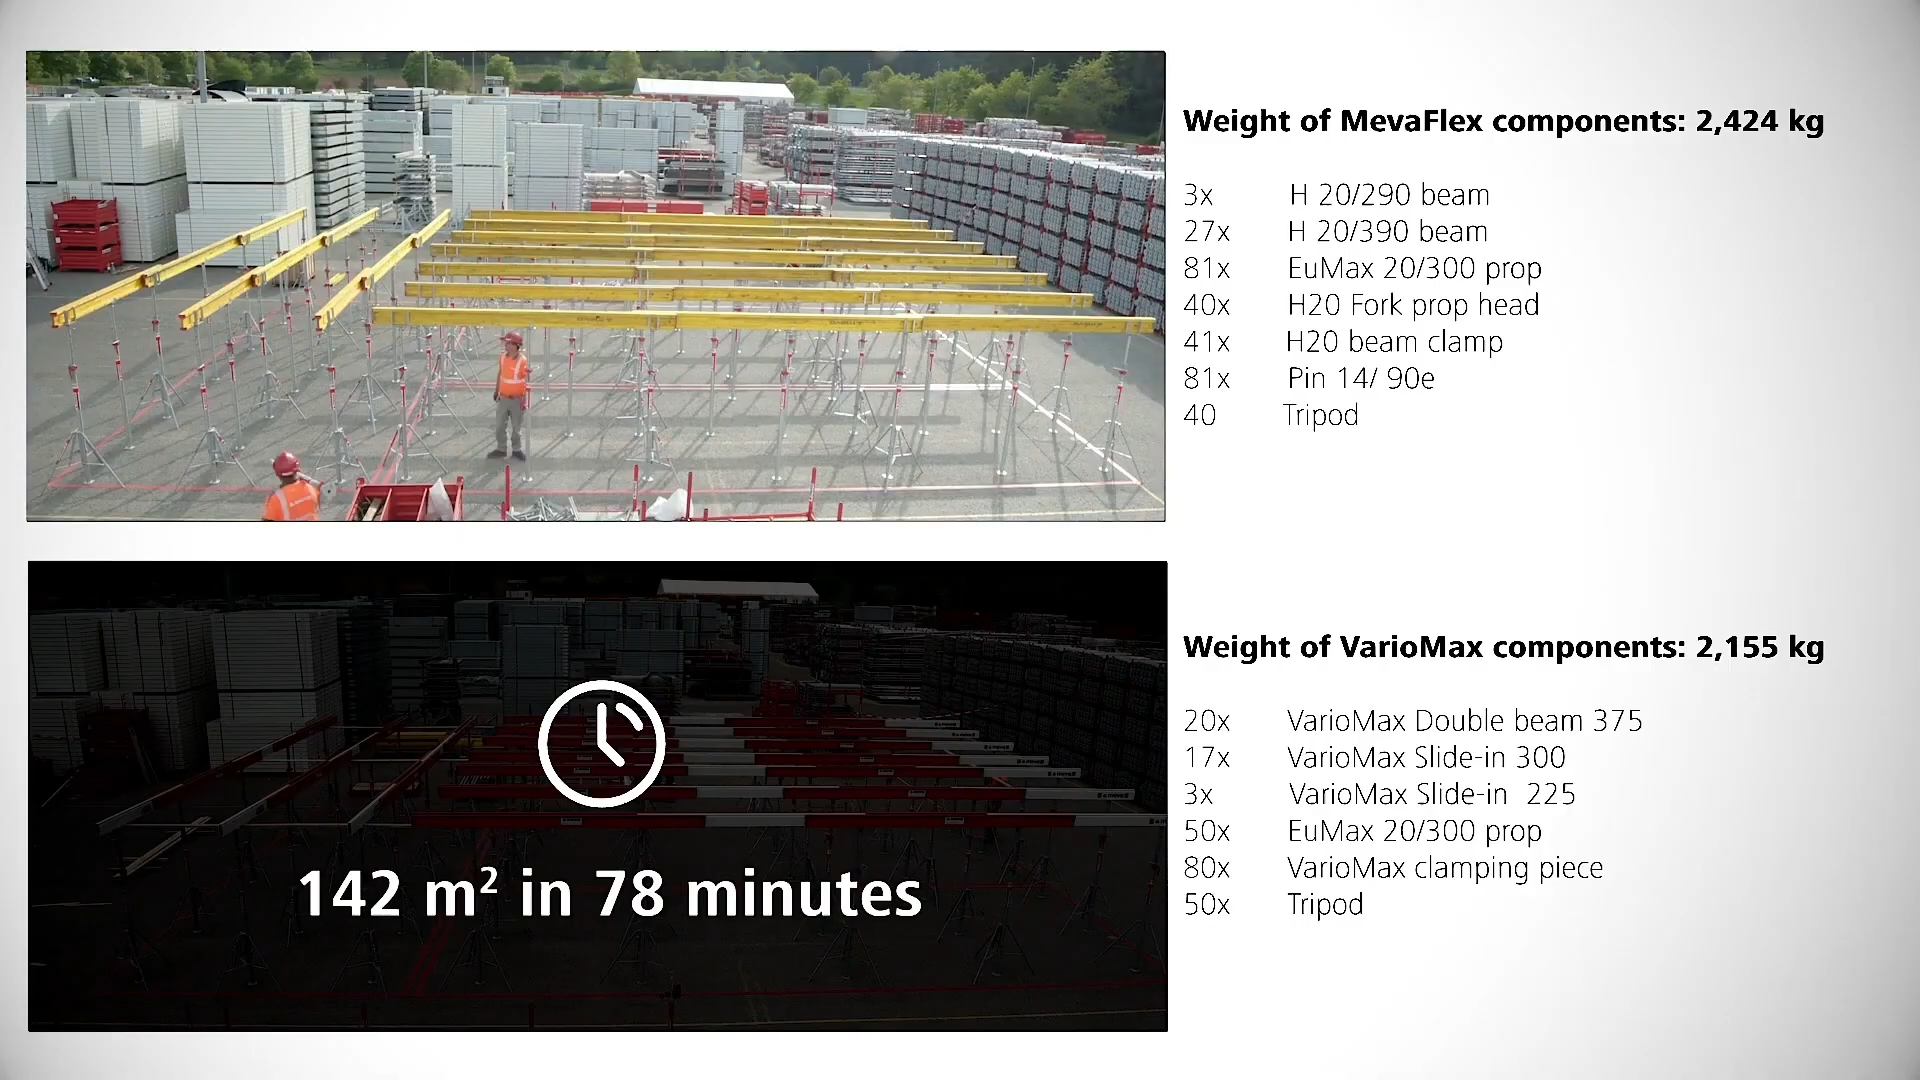 Weight of MevaFlex components: 2,424 kg
3x H 20/290 beam
27x H 20/390 beam
81x EuMax 20/300 prop
40x H20 Fork prop head
41x H20 beam clamp
81x Pin 14/ 90e
40 Tripod
142 m² in 78 minutes
Weight of VarioMax components: 2,155 kg
20x VarioMax Double beam 375
17x VarioMax Slide-in 300
3x VarioMax Slide-in 225
50x EuMax 20/300 prop
80x VarioMax clamping piece
50x Tripod